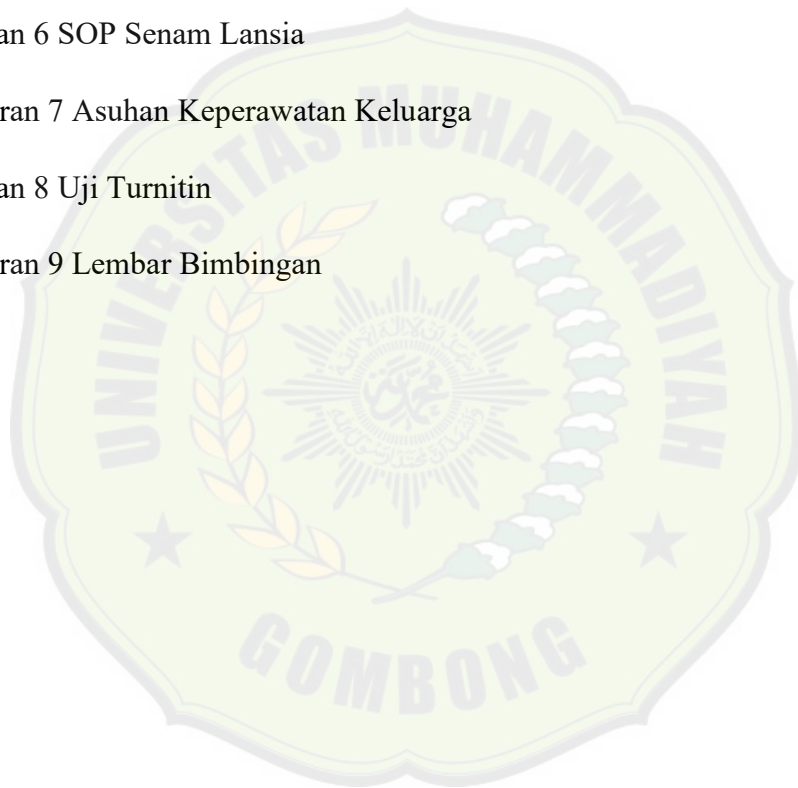 an 6 SOP Senam Lansia
ran 7 Asuhan Keperawatan Keluarga
an 8 Uji Turnitin
ran 9 Lembar Bimbingan
UNIVERSITAS MUHAMMADIYAH
GOMBONG